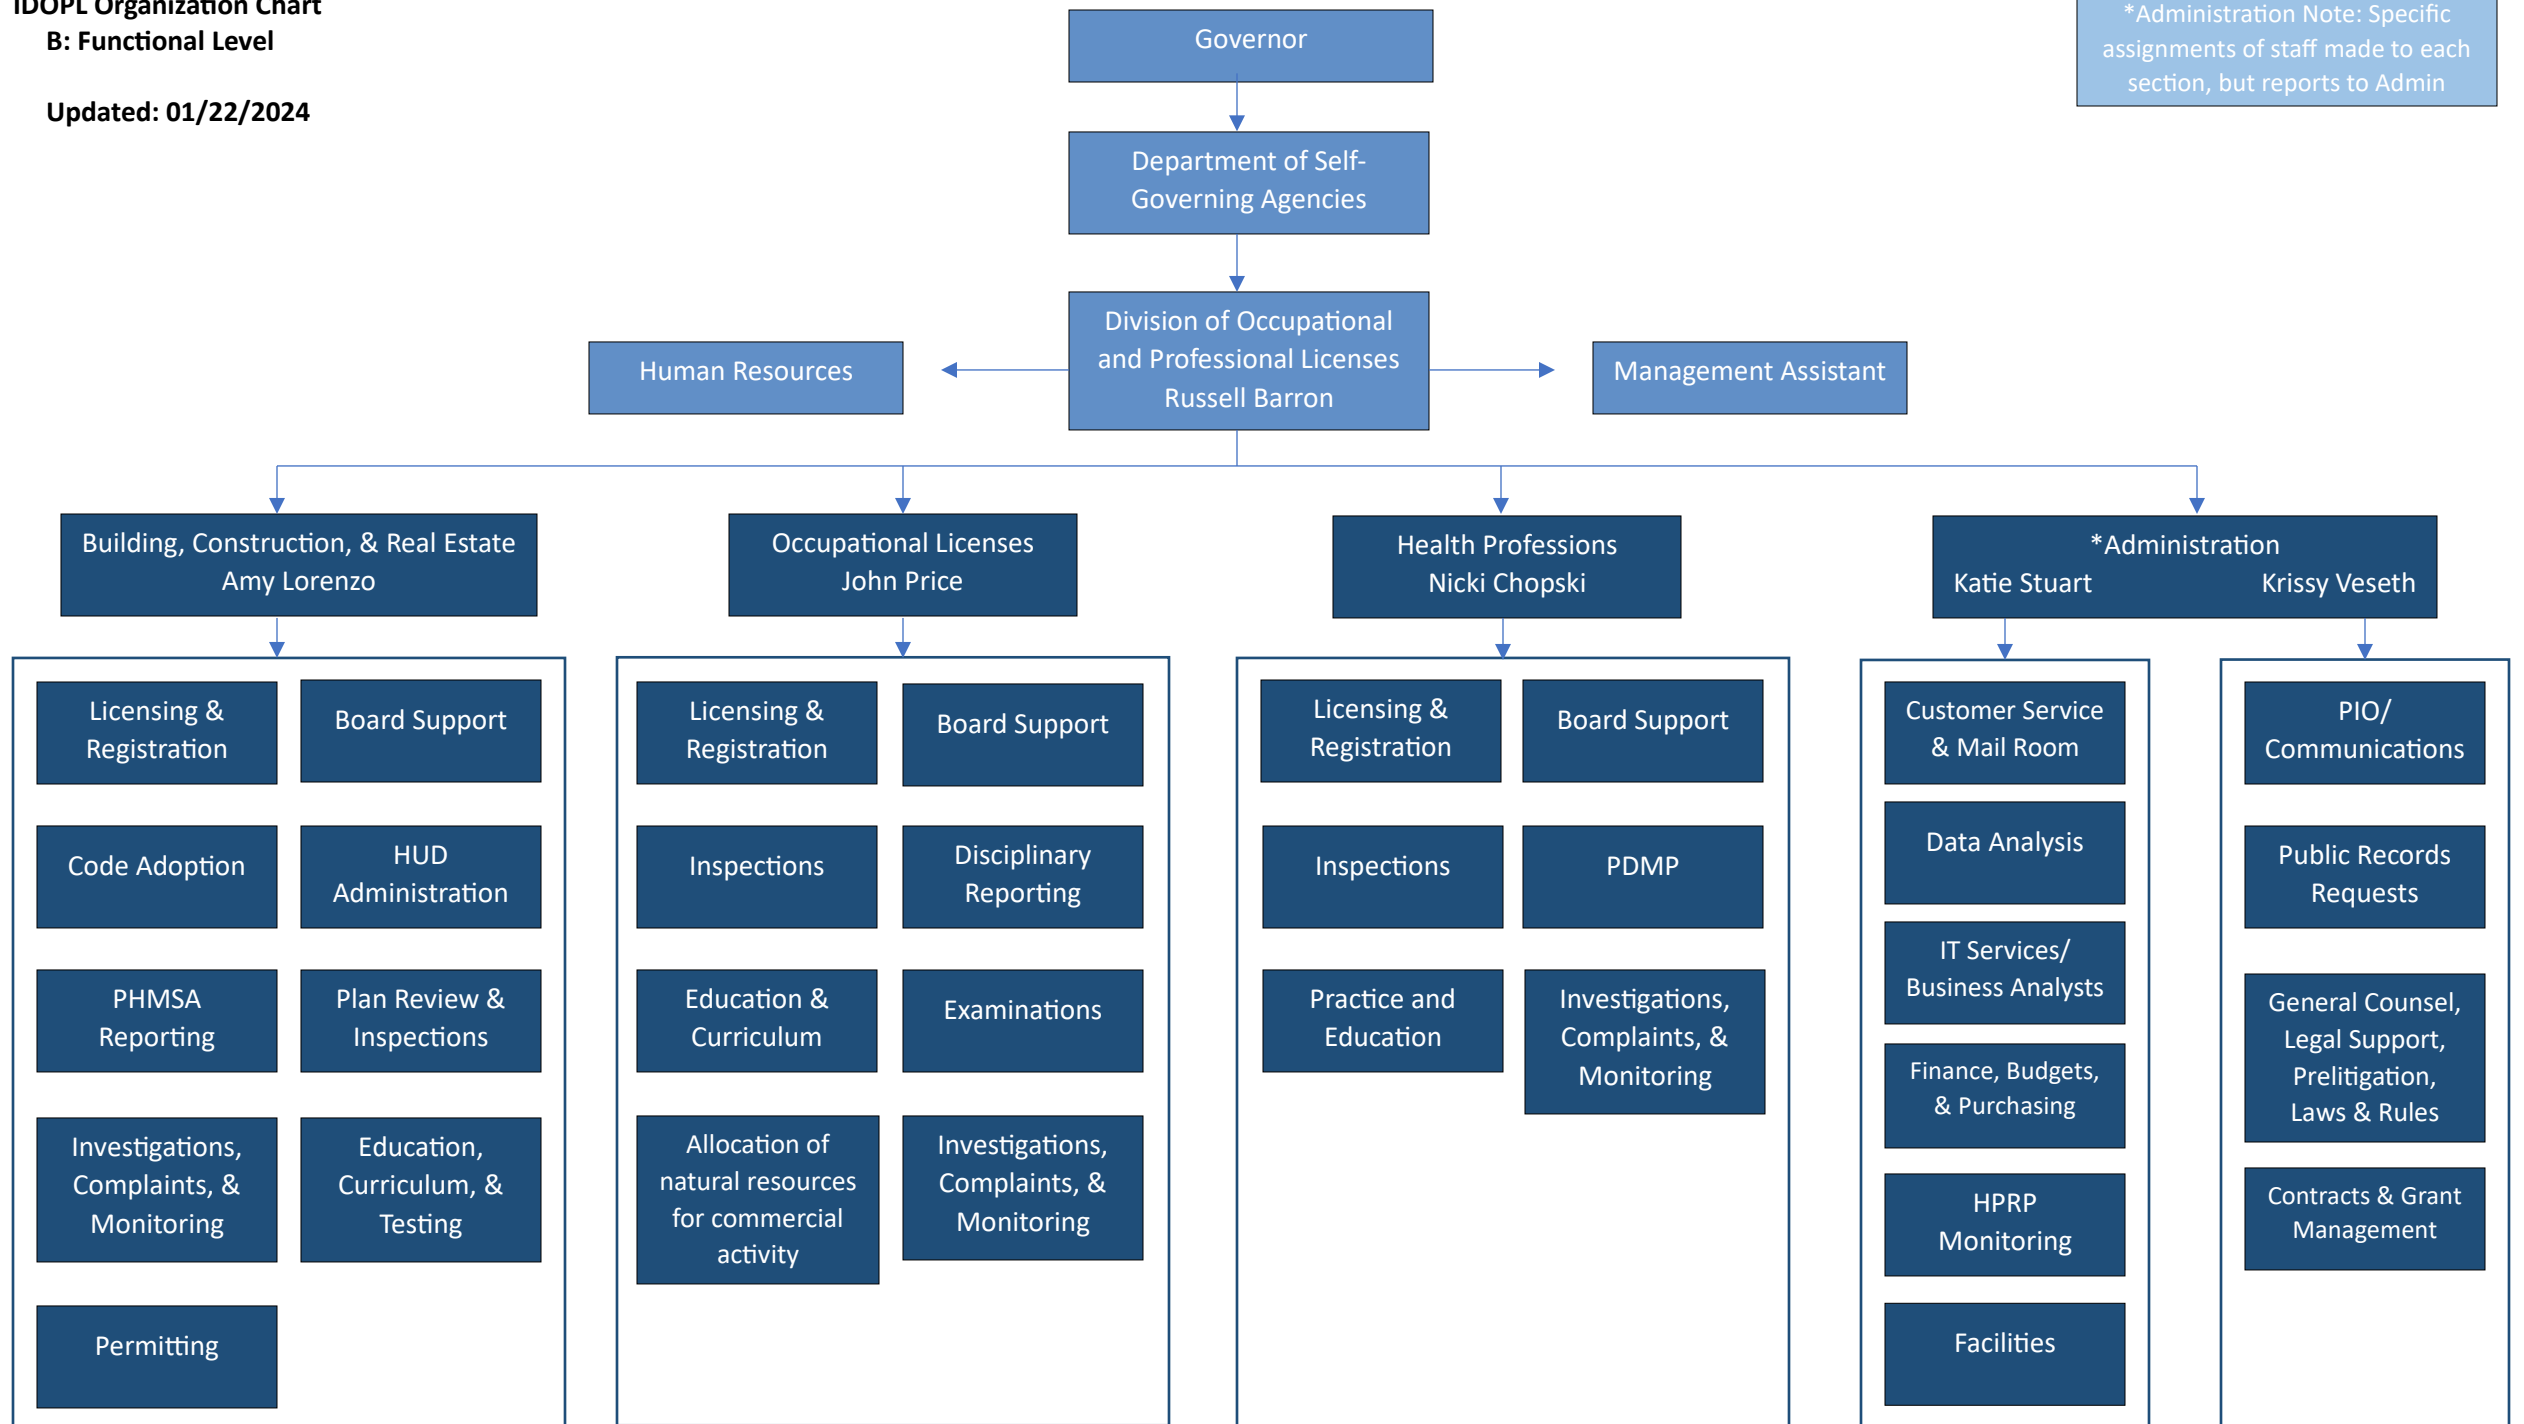 IDOPL Organization Chart
B: Functional Level
Updated: 01/22/2024
*Administration Note: Specific
assignments of staff made to each
section, but reports to Admin
Governor
Department of Self-
Governing Agencies
Division of Occupational
and Professional Licenses
Russell Barron
Human Resources
Management Assistant
Building, Construction, & Real Estate
Amy Lorenzo
Occupational Licenses
John Price
Health Professions
Nicki Chopski
*Administration
Katie Stuart Krissy Veseth
Licensing &
Registration
Board Support
Code Adoption
HUD
Administration
PHMSA
Reporting
Plan Review &
Inspections
Investigations,
Complaints, &
Monitoring
Education,
Curriculum, &
Testing
Permitting
Licensing &
Registration
Board Support
Inspections
Disciplinary
Reporting
Education &
Curriculum
Examinations
Allocation of
natural resources
for commercial
activity
Investigations,
Complaints, &
Monitoring
Licensing &
Registration
Board Support
Inspections
PDMP
Practice and
Education
Investigations,
Complaints, &
Monitoring
Customer Service
& Mail Room
Data Analysis
IT Services/
Business Analysts
Finance, Budgets,
& Purchasing
HPRP
Monitoring
Facilities
PIO/
Communications
Public Records
Requests
General Counsel,
Legal Support,
Prelitigation,
Laws & Rules
Contracts & Grant
Management